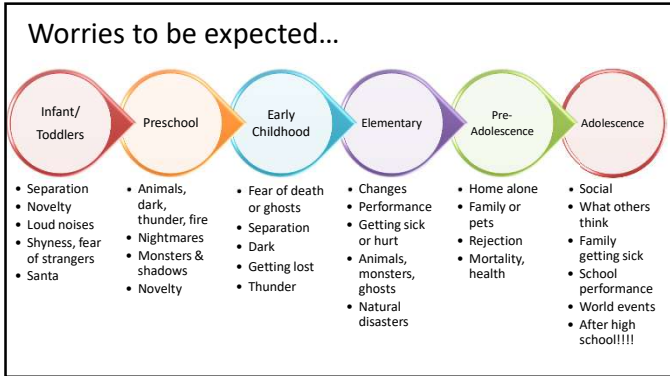 Worries to be expected...
Infant/
Toddlers
• Separation
• Novelty
• Loud noises
• Shyness, fear
of strangers
• Santa
Preschool
• Animals,
dark,
thunder, fire
• Nightmares
• Monsters &
shadows
• Novelty
Early
Childhood
• Fear of death
or ghosts
• Separation
• Dark
• Getting lost
• Thunder
Elementary
• Changes
• Performance
• Getting sick
or hurt
• Animals,
monsters,
ghosts
• Natural
disasters
Pre-
Adolescence
• Home alone
• Family or
pets
• Rejection
• Mortality,
health
Adolescence
• Social
• What others
think
• Family
getting sick
• School
performance
• World events
• After high
school!!!!